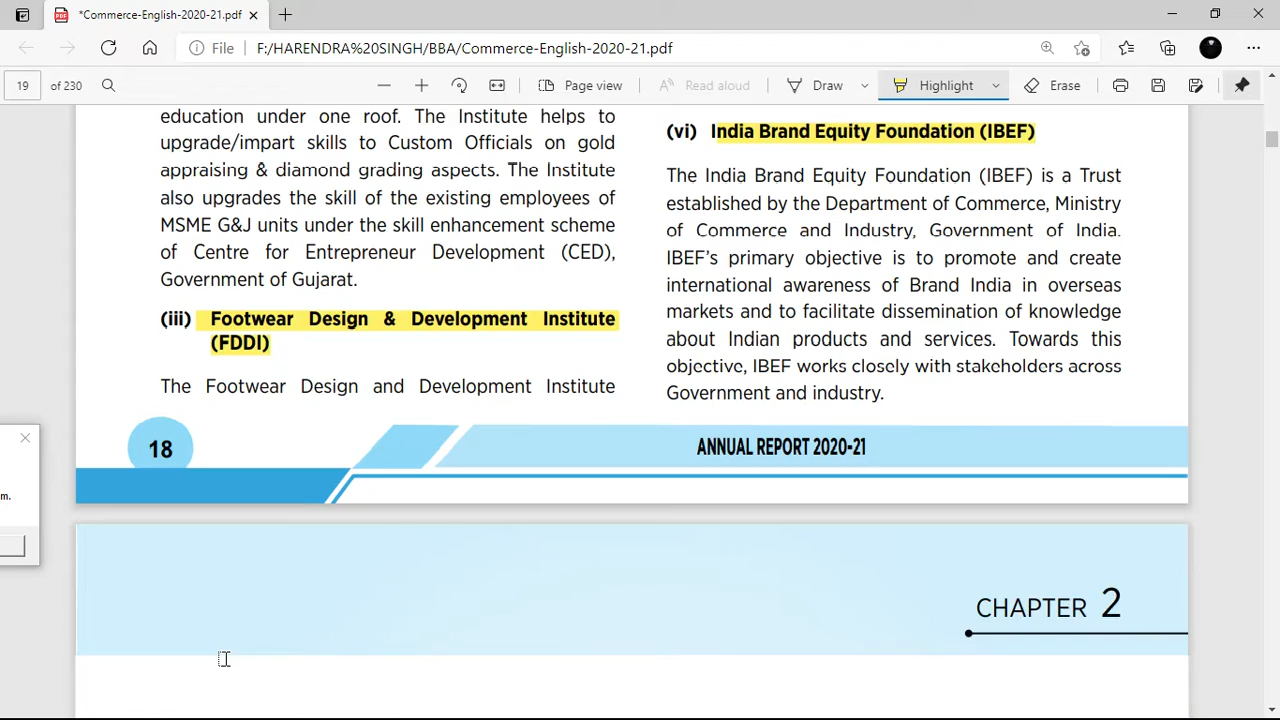 *Commerce-English-2020-21.pdf
File F:/HARENDRA%20SINGH/BBA/Commerce-English-2020-21.pdf
19 of 230 Page view Read aloud Draw Highlight Erase
education under one roof. The Institute helps to
upgrade/impart skills to Custom Officials on gold
appraising & diamond grading aspects. The Institute
also upgrades the skill of the existing employees of
MSME G&J units under the skill enhancement scheme
of Centre for Entrepreneur Development (CED),
Government of Gujarat.
(iii) Footwear Design & Development Institute
(FDDI)
The Footwear Design and Development Institute
(vi) India Brand Equity Foundation (IBEF)
The India Brand Equity Foundation (IBEF) is a Trust
established by the Department of Commerce, Ministry
of Commerce and Industry, Government of India.
IBEF's primary objective is to promote and create
international awareness of Brand India in overseas
markets and to facilitate dissemination of knowledge
about Indian products and services. Towards this
objective, IBEF works closely with stakeholders across
Government and industry.
m.
18 ANNUAL REPORT 2020-21
CHAPTER 2